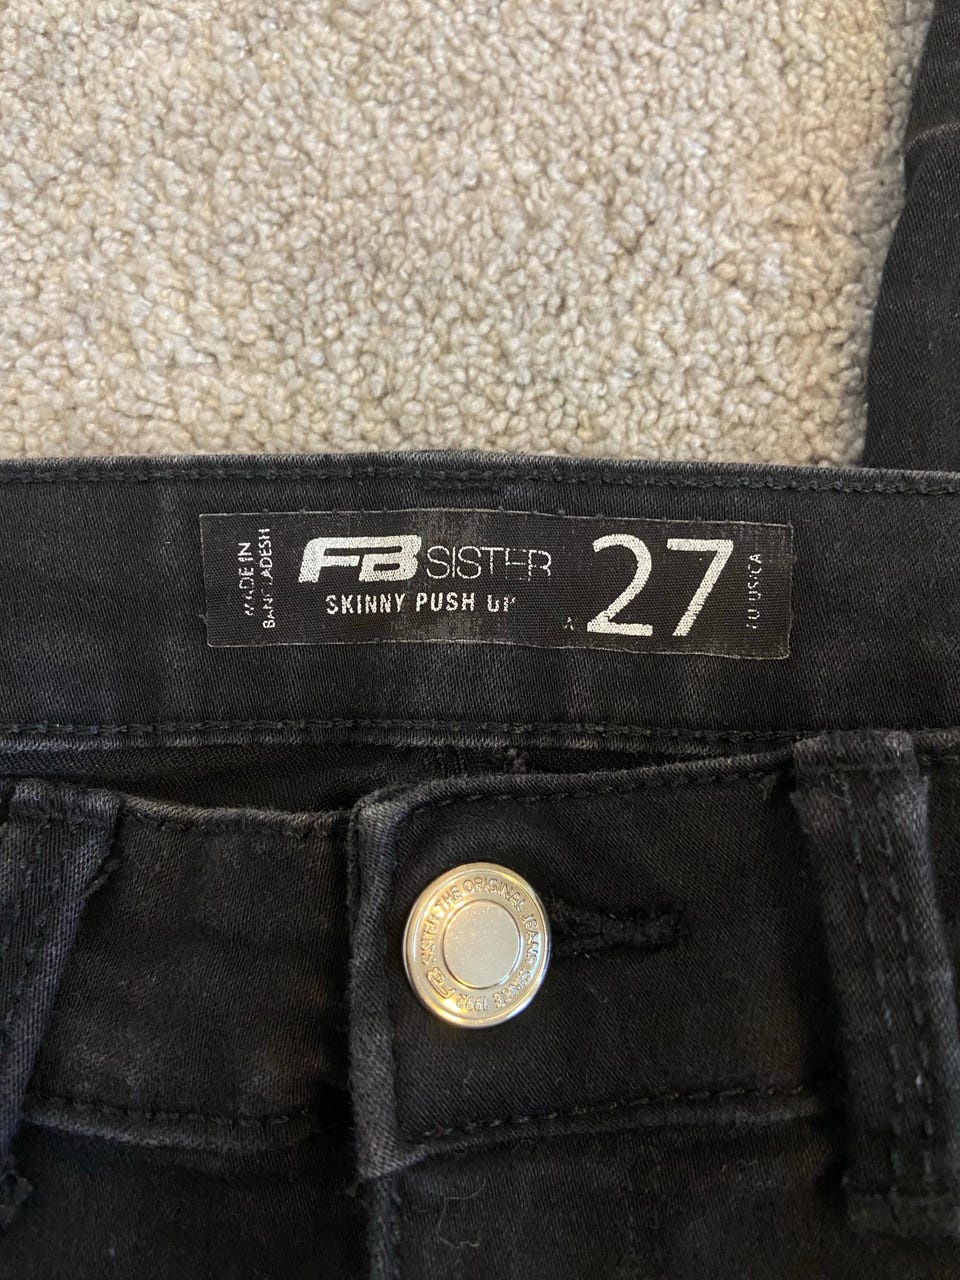 MADE IN
BANGLADESH
FB SISTER
SKINNY PUSH UP
27
EU US/CA
FB SISTER THE ORIGINAL JEANS SINCE 1992